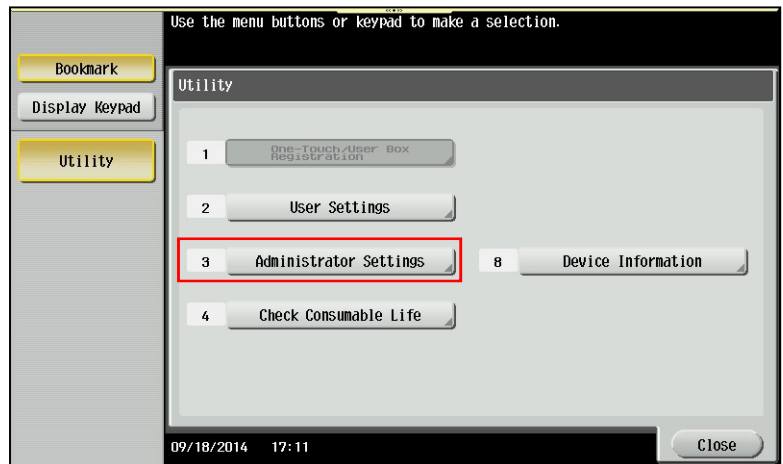 Use the menu buttons or keypad to make a selection.
Bookmark
Display Keypad
Utility
Utility
1 One-Touch/User Box
Registration
2 User Settings
3 Administrator Settings
8 Device Information
4 Check Consumable Life
09/18/2014 17:11
Close